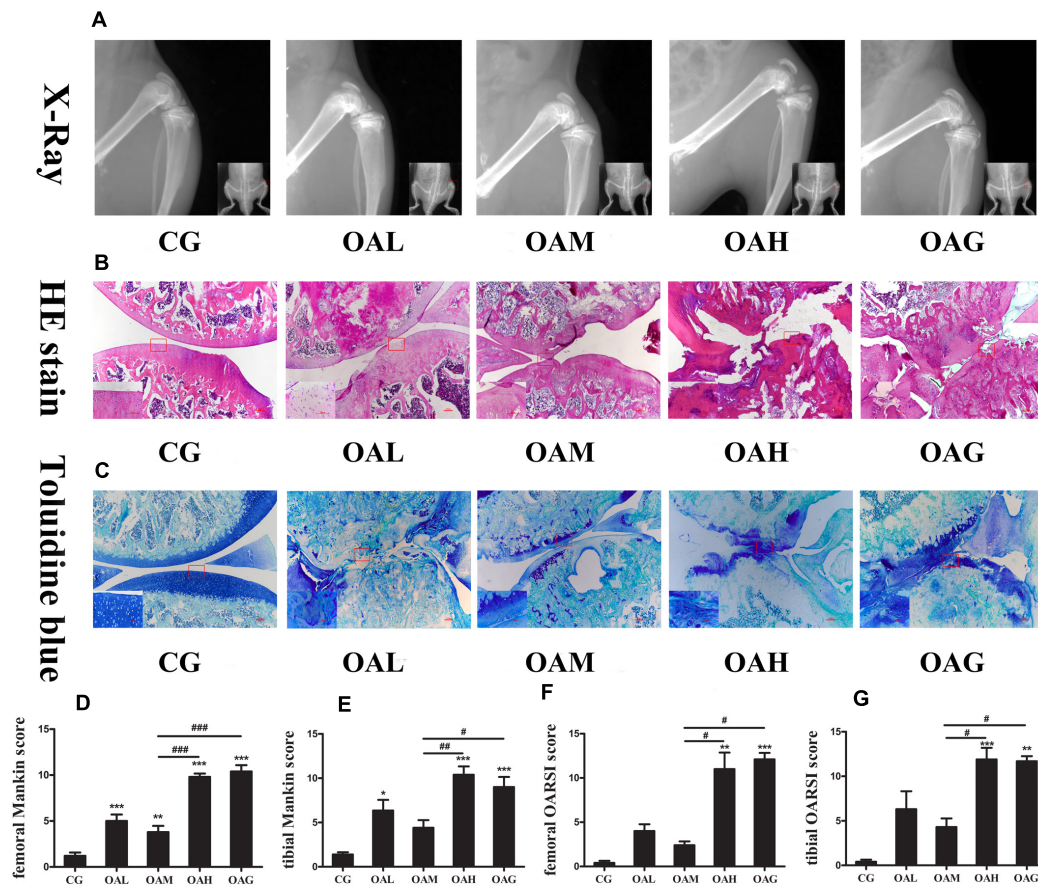 A
X-Ray
CG OAL OAM OAH OAG
B
HE stain
CG OAL OAM OAH OAG
C
Toluidine blue
CG OAL OAM OAH OAG
D
femoral Mankin score
15
10
5
0
***
**
***
***
###
###
CG OAL OAM OAH OAG
E
tibial Mankin score
15
10
5
0
*
***
***
##
#
CG OAL OAM OAH OAG
F
femoral OARSI score
15
10
5
0
**
***
#
#
CG OAL OAM OAH OAG
G
tibial OARSI score
15
10
5
0
***
**
#
#
CG OAL OAM OAH OAG